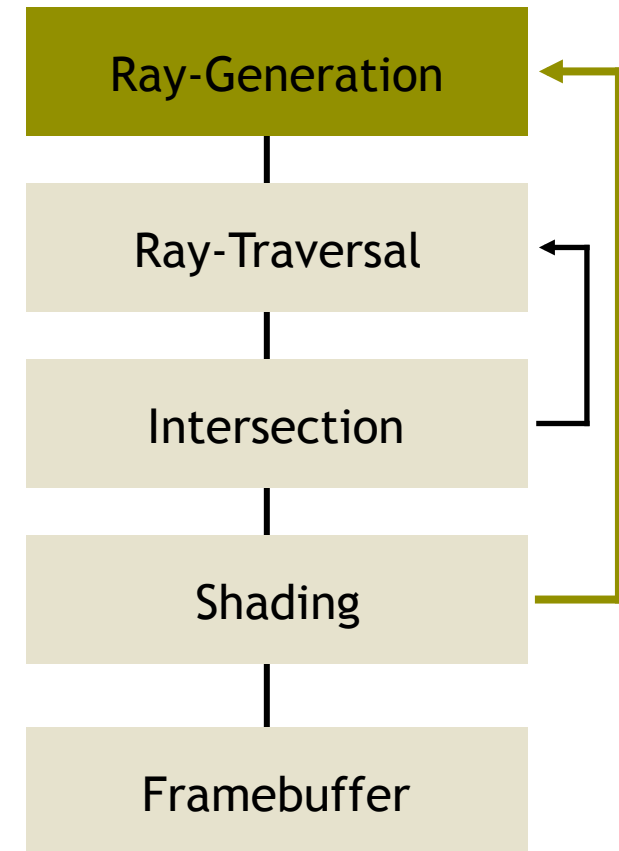 Ray-Generation
Ray-Traversal
Intersection
Shading
Framebuffer